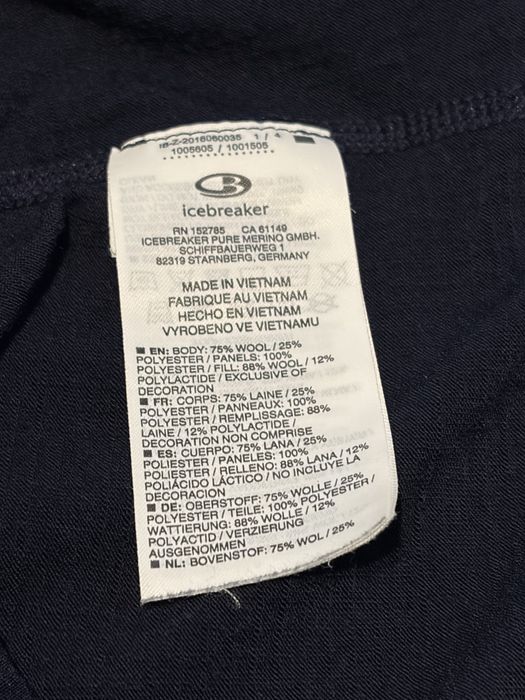 IB-Z-2016060035 1 / 4
1005605 / 1001505
icebreaker
RN 152785 CA 61149
ICEBREAKER PURE MERINO GMBH.
SCHIFFBAUERWEG 1
82319 STARNBERG, GERMANY
MADE IN VIETNAM
FABRIQUE AU VIETNAM
HECHO EN VIETNAM
VYROBENO VE VIETNAMU
EN: BODY: 75% WOOL / 25%
POLYESTER / PANELS: 100%
POLYESTER / FILL: 88% WOOL / 12%
POLYLACTIDE / EXCLUSIVE OF
DECORATION
FR: CORPS: 75% LAINE / 25%
POLYESTER / PANNEAUX: 100%
POLYESTER / REMPLISSAGE: 88%
LAINE / 12% POLYLACTIDE /
DECORATION NON COMPRISE
ES: CUERPO: 75% LANA / 25%
POLIESTER / PANELES: 100%
POLIESTER / RELLENO: 88% LANA / 12%
POLIÁCIDO LÁCTICO / NO INCLUYE LA
DECORACION
DE: OBERSTOFF: 75% WOLLE / 25%
POLYESTER / TEILE: 100% POLYESTER /
WATTIERUNG: 88% WOLLE / 12%
POLYACTID / VERZIERUNG
AUSGENOMMEN
NL: BOVENSTOF: 75% WOL / 25%